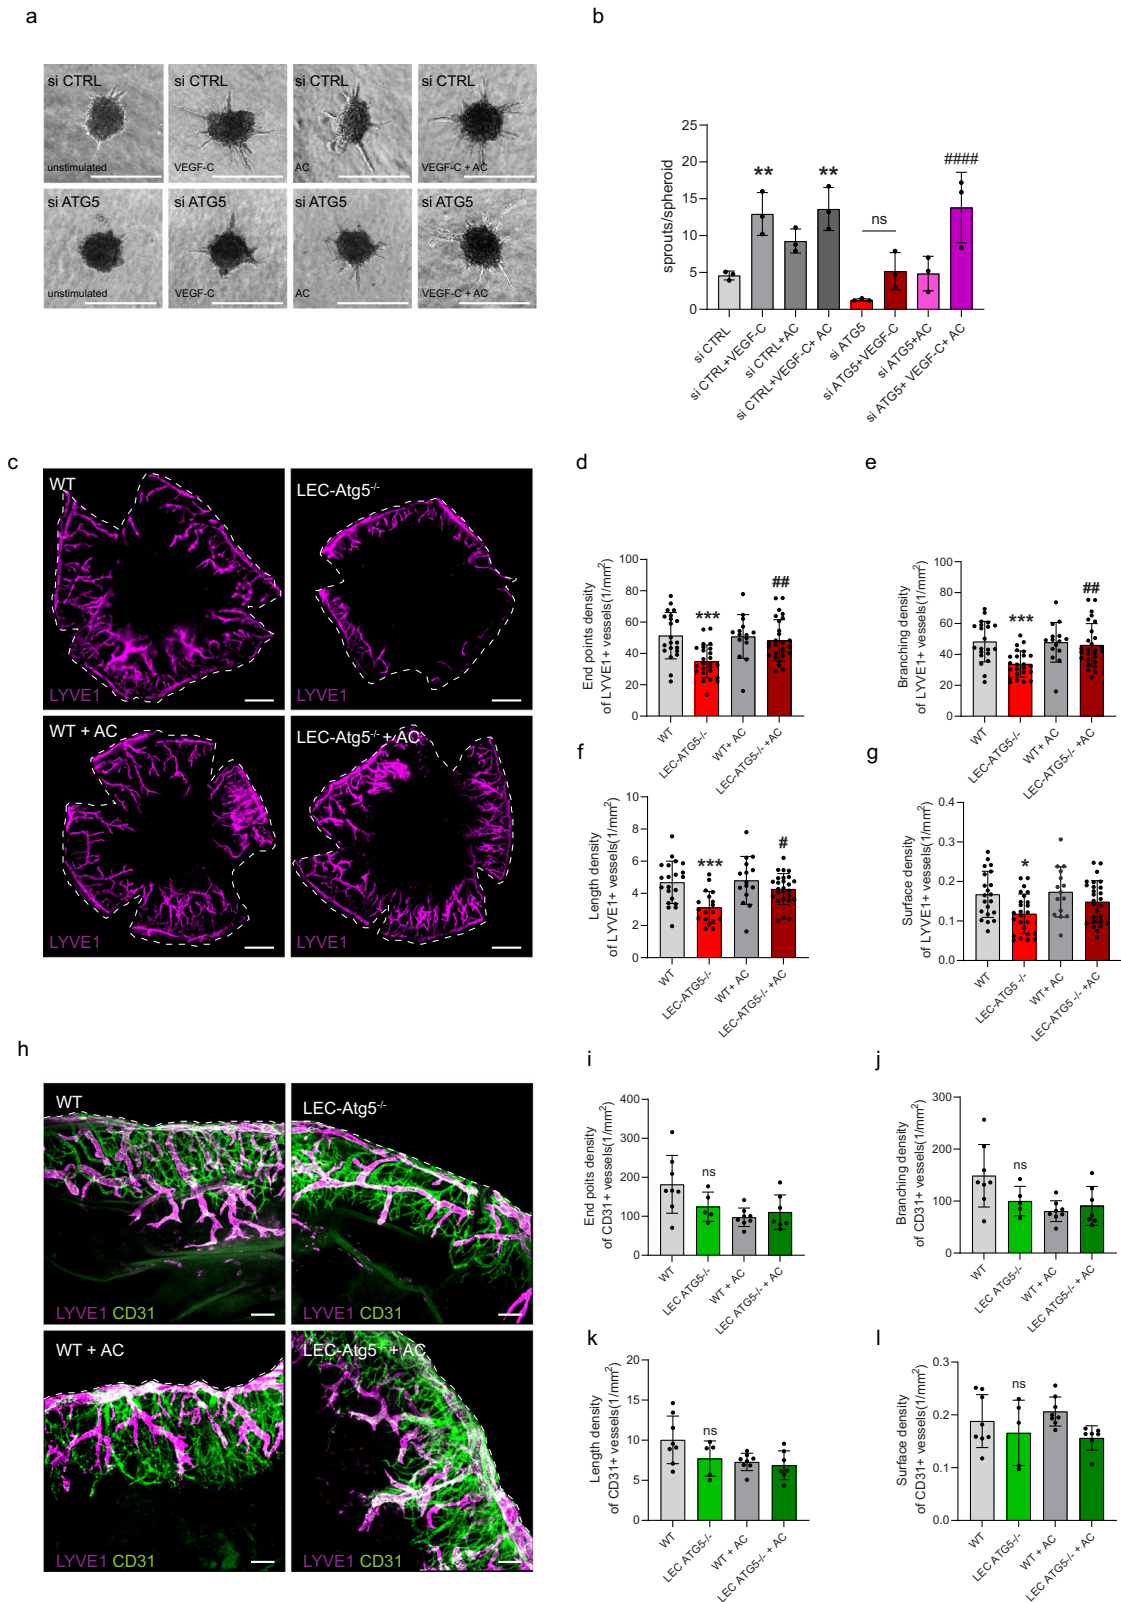 a
si CTRL
unstimulated
si CTRL
VEGF-C
si CTRL
AC
si CTRL
VEGF-C + AC
si ATG5
unstimulated
si ATG5
VEGF-C
si ATG5
AC
si ATG5
VEGF-C + AC
b
sprouts/spheroid
25
20
15
10
5
0
**
**
ns
####
si CTRL
si CTRL+VEGF-C
si CTRL+AC
si CTRL+VEGF-C+ AC
si ATG5
si ATG5+VEGF-C
si ATG5+AC
si ATG5+ VEGF-C+ AC
c
WT
LYVE1
LEC-Atg5-/-
LYVE1
WT + AC
LYVE1
LEC-Atg5-/- + AC
LYVE1
d
End points density
of LYVE1+ vessels(1/mm²)
100
80
60
40
20
0
***
##
WT
LEC-ATG5-/-
WT+ AC
LEC-ATG5-/- +AC
e
Branching density
of LYVE1+ vessels(1/mm²)
100
80
60
40
20
0
***
##
WT
LEC-ATG5-/-
WT+ AC
LEC-ATG5-/- +AC
f
Length density
of LYVE1+ vessels(1/mm²)
10
8
6
4
2
0
***
#
WT
LEC-ATG5-/-
WT+ AC
LEC-ATG5-/- +AC
g
Surface density
of LYVE1+ vessels(1/mm²)
0.4
0.3
0.2
0.1
0.0
*
WT
LEC-ATG5 -/-
WT+ AC
LEC-ATG5 -/- +AC
h
WT
LYVE1 CD31
LEC-Atg5-/-
LYVE1 CD31
WT + AC
LYVE1 CD31
LEC-Atg5-/- + AC
LYVE1 CD31
i
End poits density
of CD31+ vessels(1/mm²)
400
300
200
100
0
ns
WT
LEC ATG5-/-
WT + AC
LEC ATG5-/- + AC
j
Branching density
of CD31+ vessels(1/mm²)
300
200
100
0
ns
WT
LEC ATG5-/-
WT + AC
LEC ATG5-/- + AC
k
Length density
of CD31+ vessels(1/mm²)
20
15
10
5
0
ns
WT
LEC ATG5-/-
WT + AC
LEC ATG5-/- + AC
l
Surface density
of CD31+ vessels(1/mm²)
0.3
0.2
0.1
0.0
ns
WT
LEC ATG5-/-
WT + AC
LEC ATG5-/- + AC